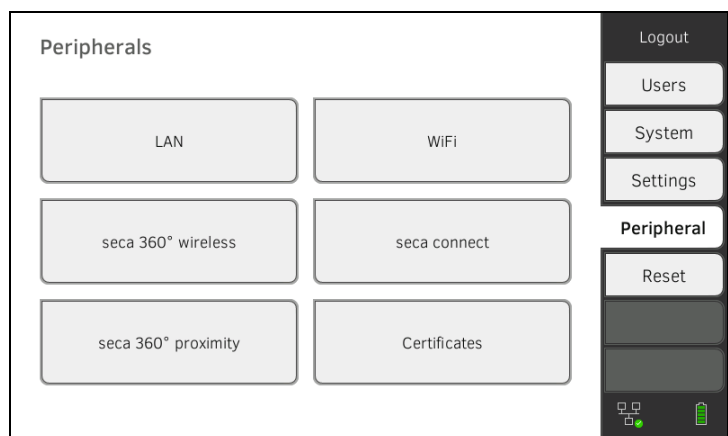 Peripherals
LAN
WiFi
seca 360° wireless
seca connect
seca 360° proximity
Certificates
Logout
Users
System
Settings
Peripheral
Reset